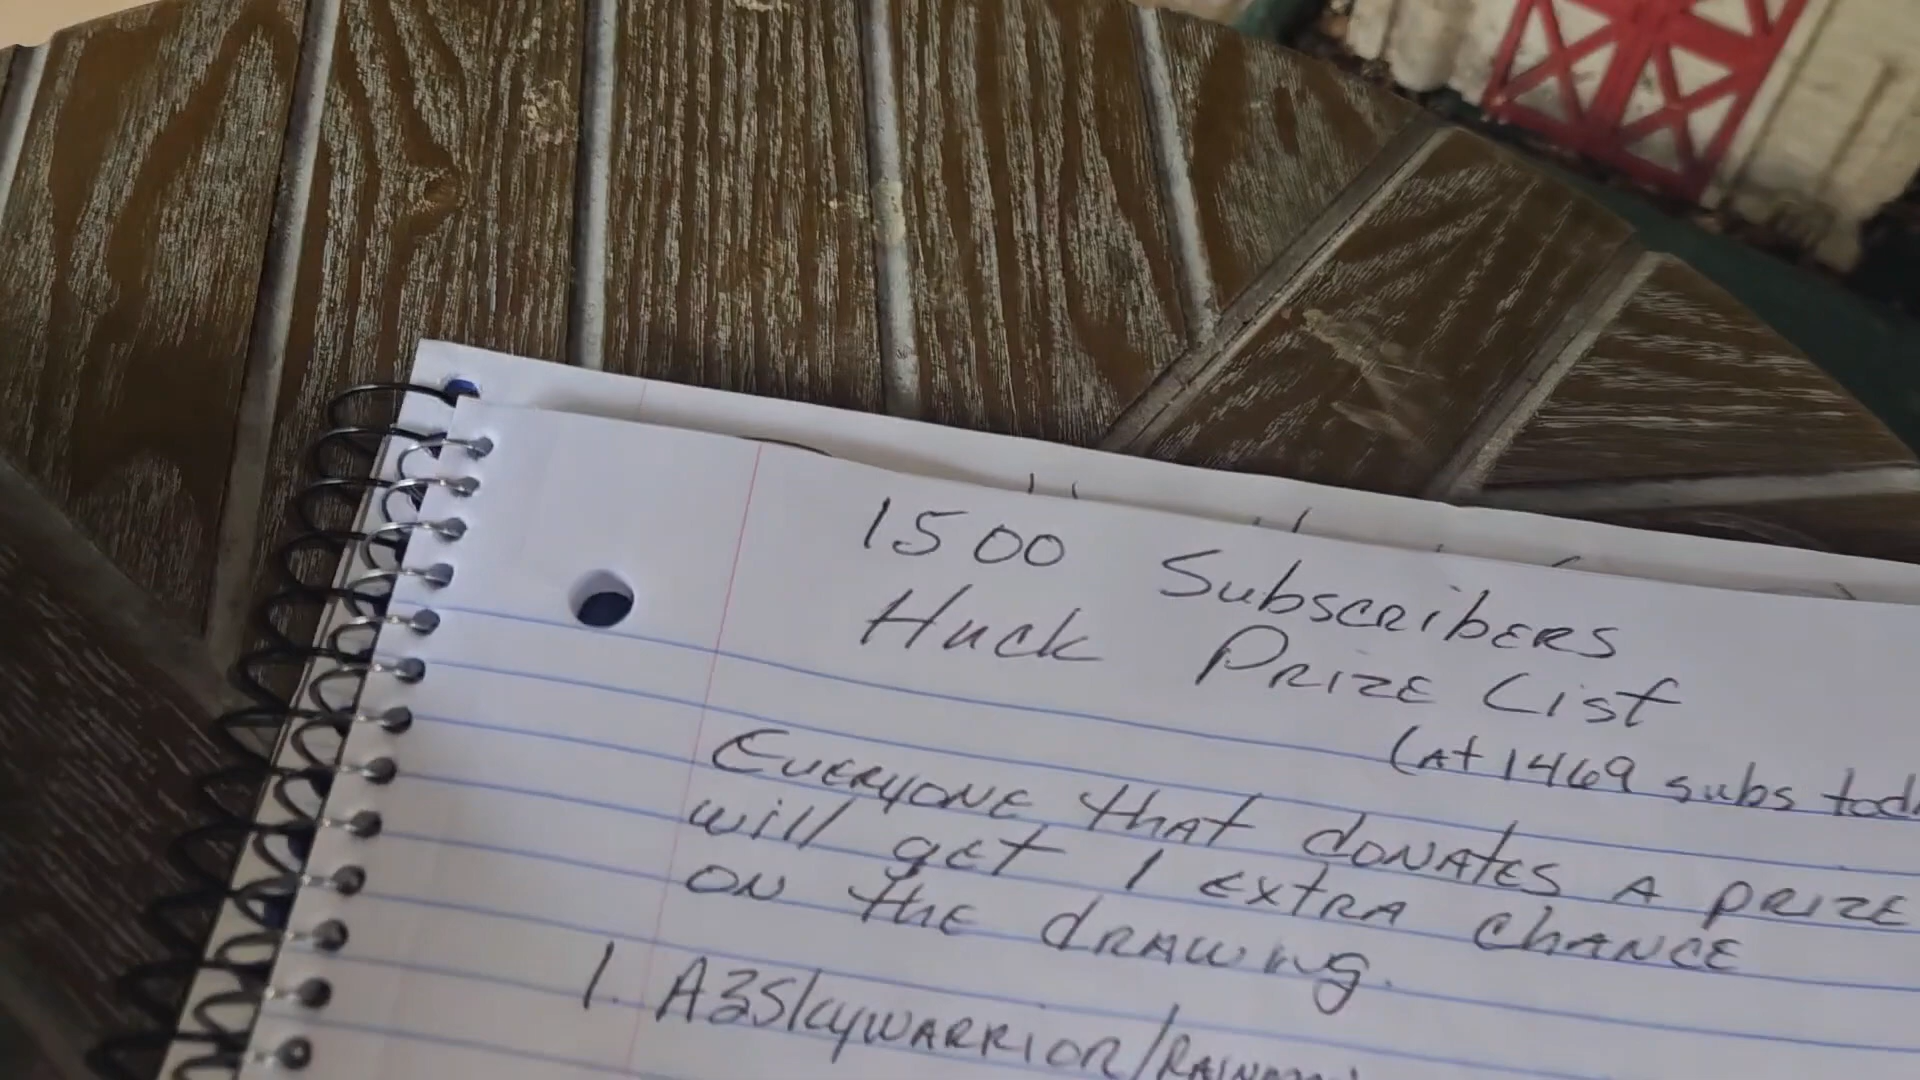 1500 Subscribers
Huck Prize List
(At 1469 subs
Everyone that donates a prize
will get 1 extra chance
on the drawing.
1. A3Skywarrior/